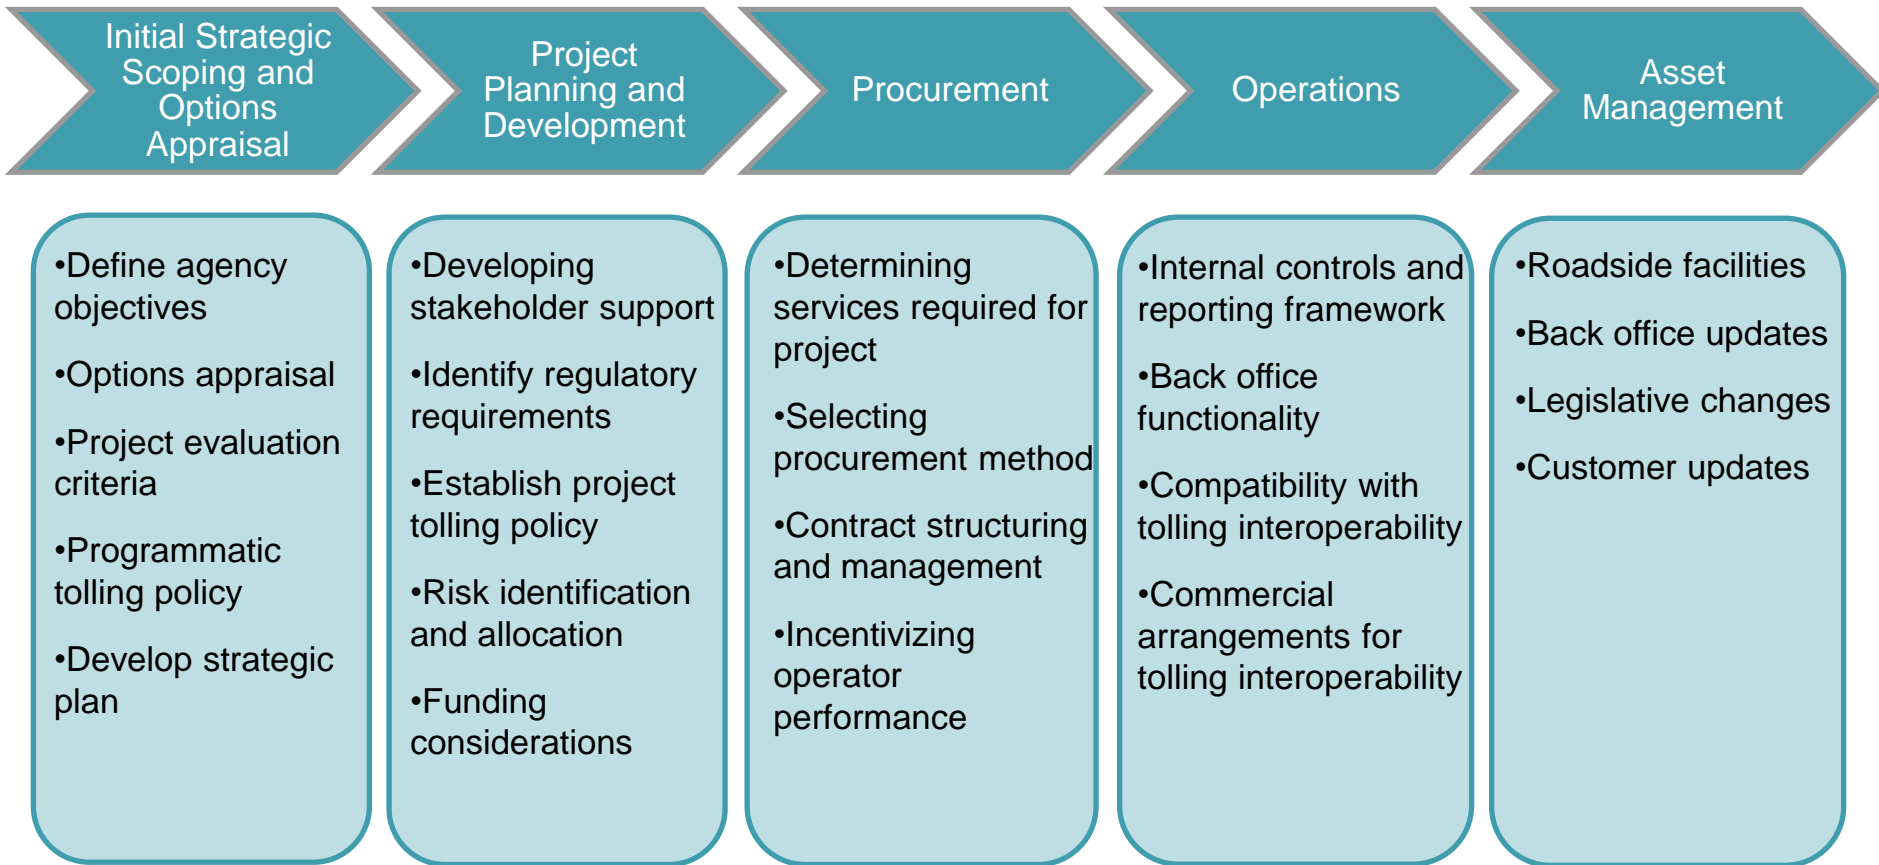 Initial Strategic
Scoping and
Options
Appraisal
Project
Planning and
Development
Procurement
Operations
Asset
Management
•Define agency
objectives
•Options appraisal
•Project evaluation
criteria
•Programmatic
tolling policy
•Develop strategic
plan
•Developing
stakeholder support
•Identify regulatory
requirements
•Establish project
tolling policy
•Risk identification
and allocation
•Funding
considerations
•Determining
services required for
project
•Selecting
procurement method
•Contract structuring
and management
•Incentivizing
operator
performance
•Internal controls and
reporting framework
•Back office
functionality
•Compatibility with
tolling interoperability
•Commercial
arrangements for
tolling interoperability
•Roadside facilities
•Back office updates
•Legislative changes
•Customer updates